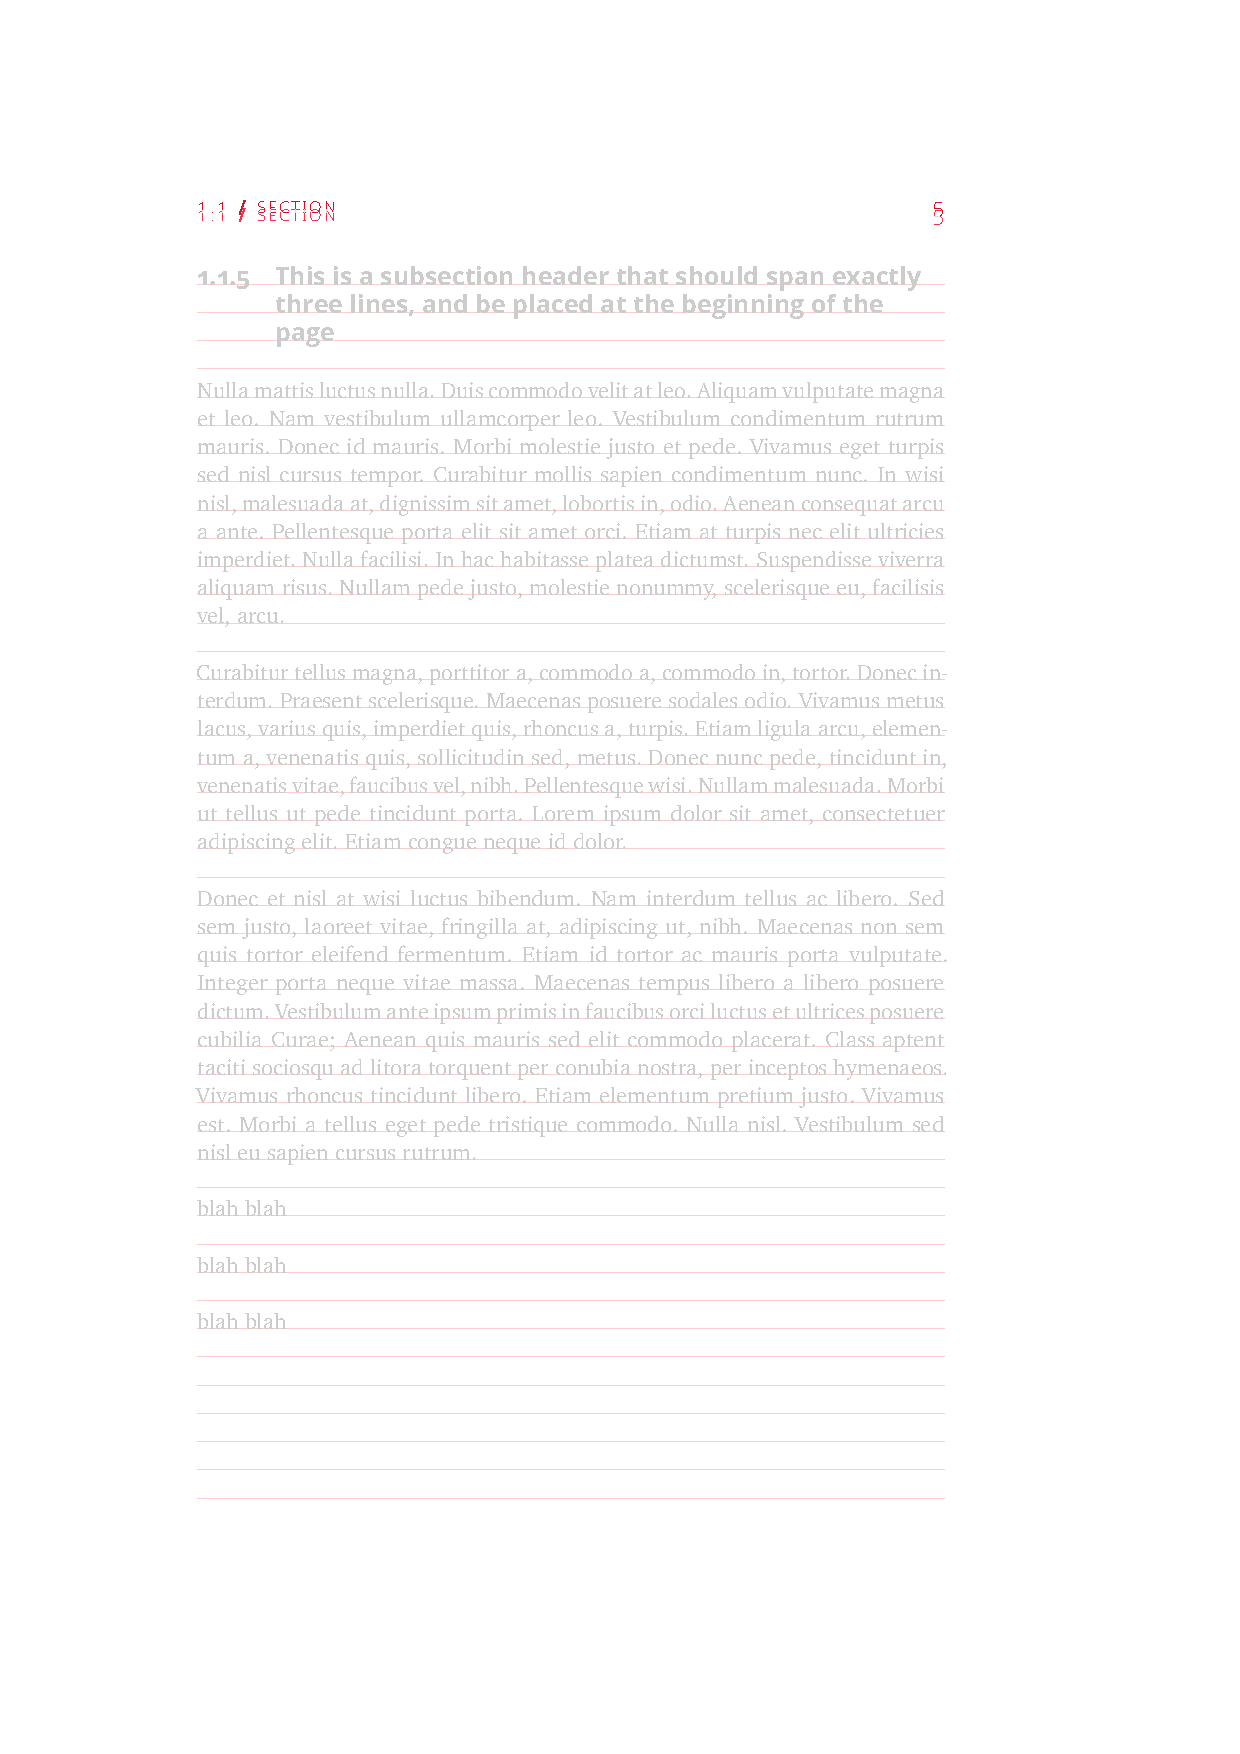 1.1 / SECTION
1.1.5 This is a subsection header that should span exactly
three lines, and be placed at the beginning of the
page
Nulla mattis luctus nulla. Duis commodo velit at leo. Aliquam vulputate magna
et leo. Nam vestibulum ullamcorper leo. Vestibulum condimentum rutrum
mauris. Donec id mauris. Morbi molestie justo et pede. Vivamus eget turpis
sed nisl cursus tempor. Curabitur mollis sapien condimentum nunc. In wisi
nisl, malesuada at, dignissim sit amet, lobortis in, odio. Aenean consequat arcu
a ante. Pellentesque porta elit sit amet orci. Etiam at turpis nec elit ultricies
imperdiet. Nulla facilisi. In hac habitasse platea dictumst. Suspendisse viverra
aliquam risus. Nullam pede justo, molestie nonummy, scelerisque eu, facilisis
vel, arcu.
Curabitur tellus magna, porttitor a, commodo a, commodo in, tortor. Donec in-
terdum. Praesent scelerisque. Maecenas posuere sodales odio. Vivamus metus
lacus, varius quis, imperdiet quis, rhoncus a, turpis. Etiam ligula arcu, elemen-
tum a, venenatis quis, sollicitudin sed, metus. Donec nunc pede, tincidunt in,
venenatis vitae, faucibus vel, nibh. Pellentesque wisi. Nullam malesuada. Morbi
ut tellus ut pede tincidunt porta. Lorem ipsum dolor sit amet, consectetuer
adipiscing elit. Etiam congue neque id dolor.
Donec et nisl at wisi luctus bibendum. Nam interdum tellus ac libero. Sed
sem justo, laoreet vitae, fringilla at, adipiscing ut, nibh. Maecenas non sem
quis tortor eleifend fermentum. Etiam id tortor ac mauris porta vulputate.
Integer porta neque vitae massa. Maecenas tempus libero a libero posuere
dictum. Vestibulum ante ipsum primis in faucibus orci luctus et ultrices posuere
cubilia Curae; Aenean quis mauris sed elit commodo placerat. Class aptent
taciti sociosqu ad litora torquent per conubia nostra, per inceptos hymenaeos.
Vivamus rhoncus tincidunt libero. Etiam elementum pretium justo. Vivamus
est. Morbi a tellus eget pede tristique commodo. Nulla nisl. Vestibulum sed
nisl eu sapien cursus rutrum.
blah blah
blah blah
blah blah